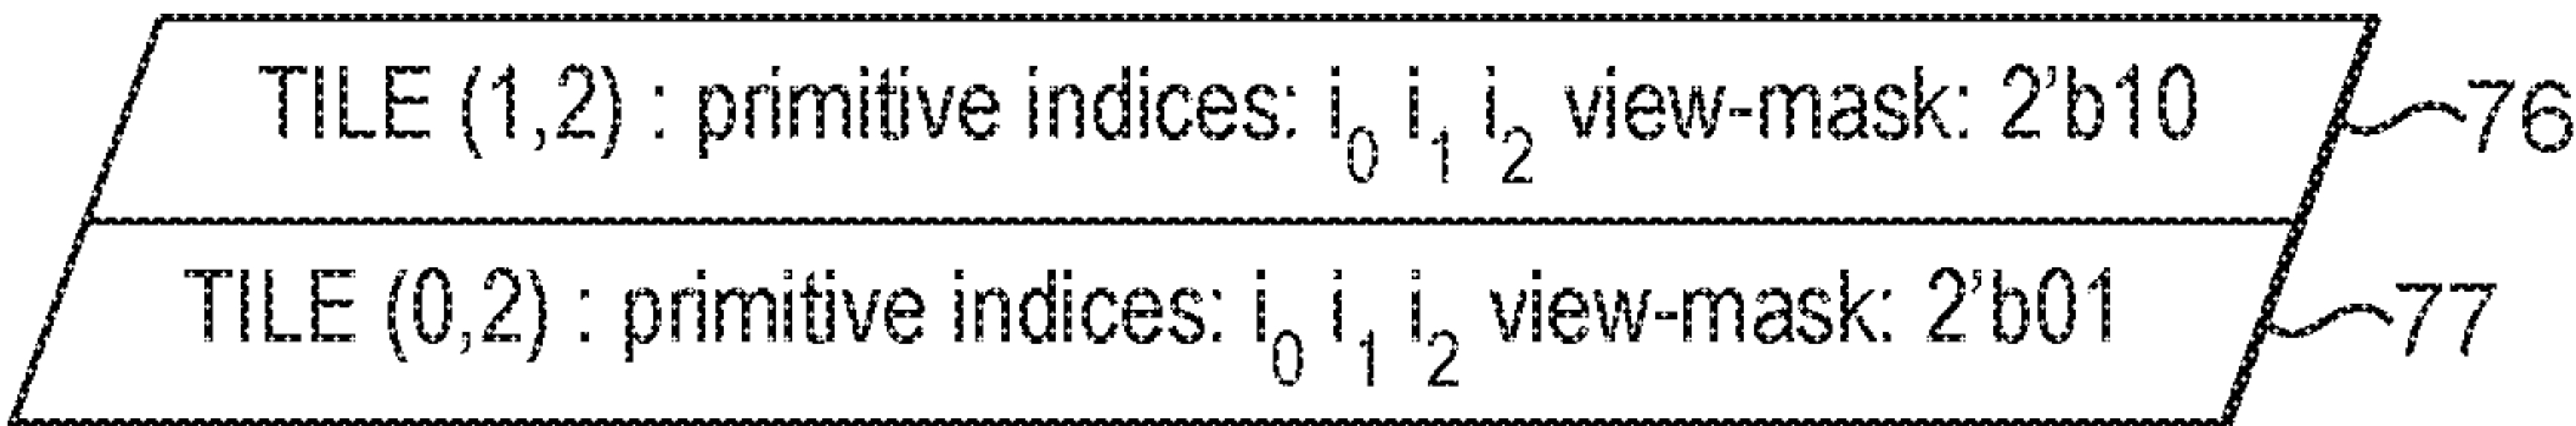 TILE (1,2) : primitive indices: i₀ i₁ i₂ view-mask: 2'b10 76
TILE (0,2) : primitive indices: i₀ i₁ i₂ view-mask: 2'b01 77